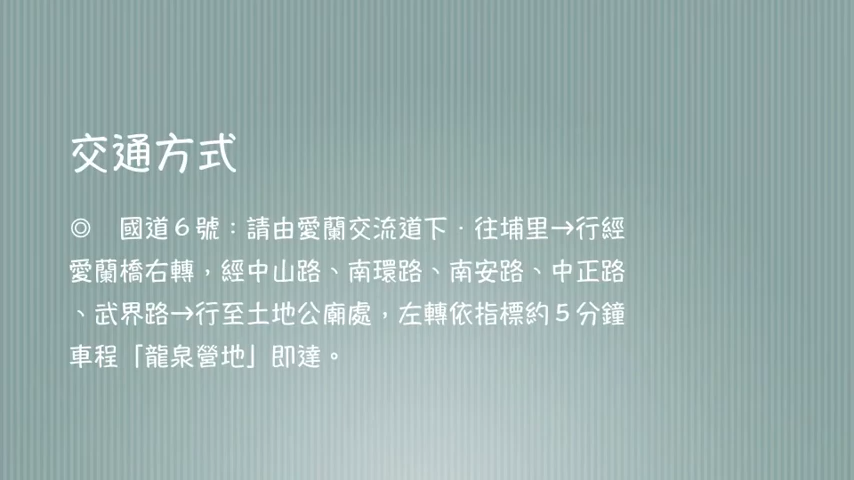 交通方式
◎　國道６號：請由愛蘭交流道下．往埔里→行經
愛蘭橋右轉，經中山路、南環路、南安路、中正路
、武界路→行至土地公廟處，左轉依指標約５分鐘
車程「龍泉營地」即達。